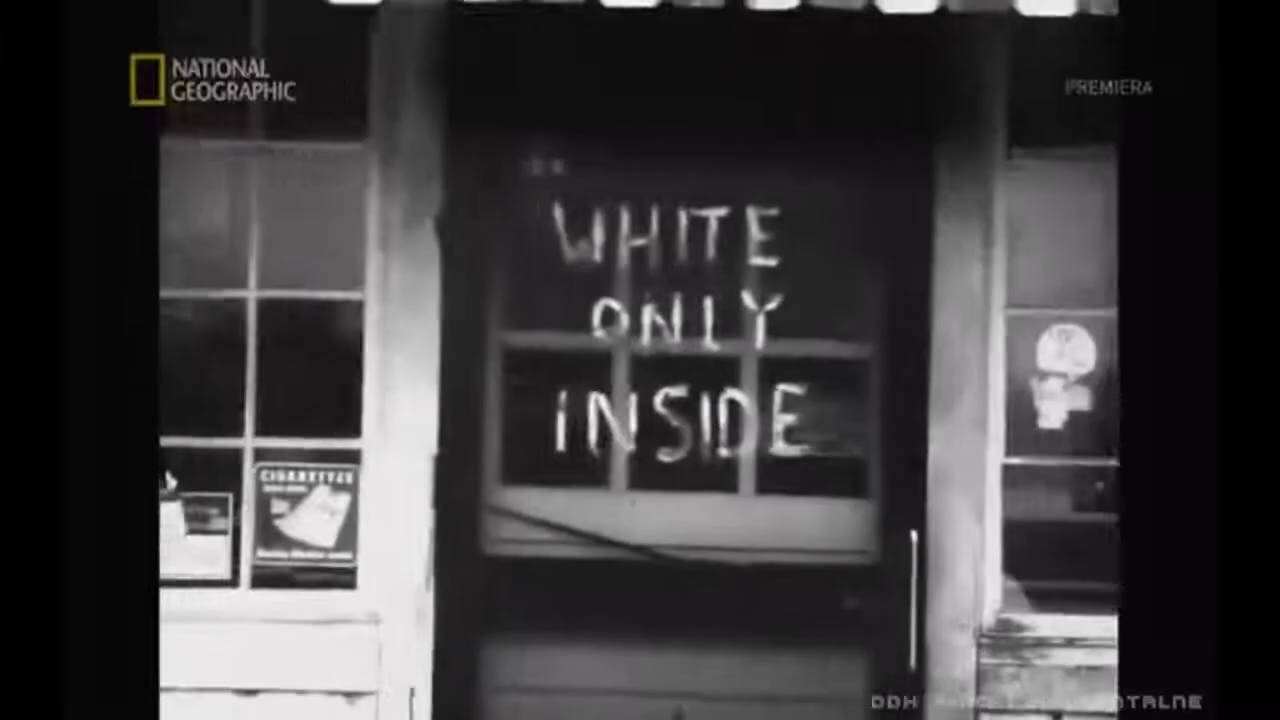 NATIONAL
GEOGRAPHIC
PREMIERA
WHITE
ONLY
INSIDE
CIGARETTES